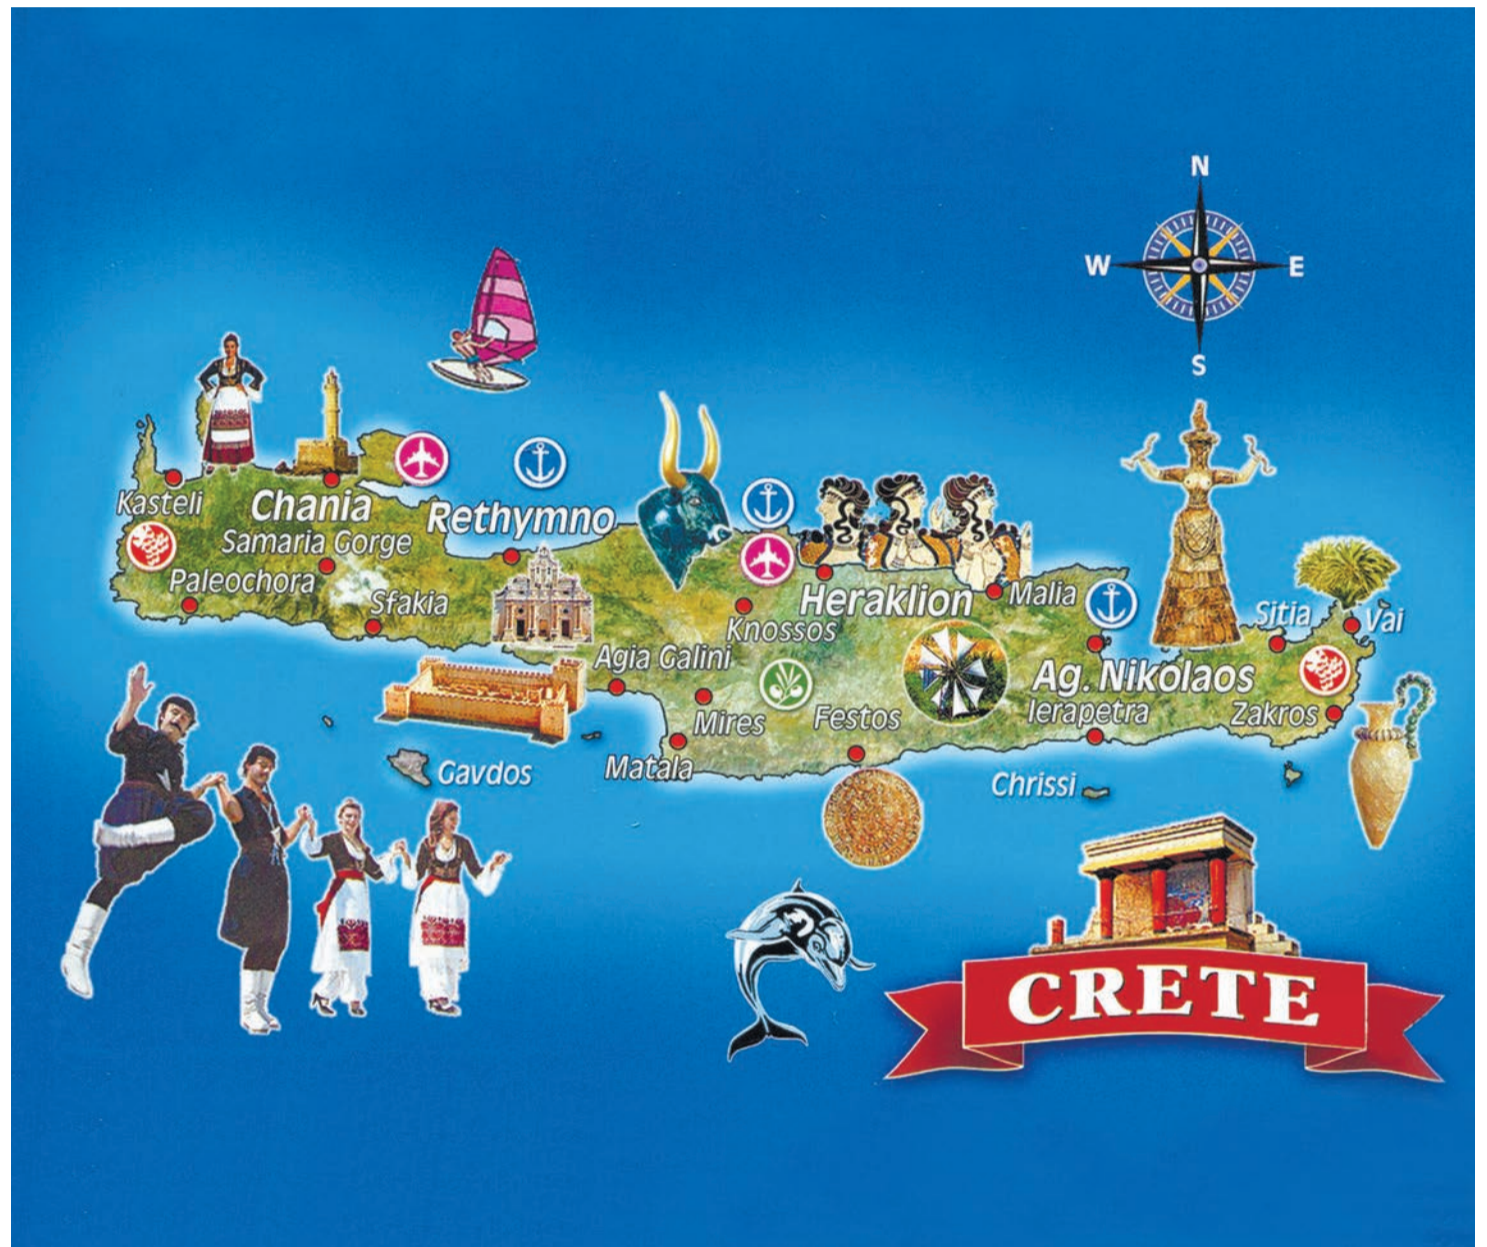 N
W
E
S
Kasteli
Chania
Rethymno
Samaria Gorge
Paleochora
Sfakia
Heraklion
Malia
Knossos
Sitia
Vai
Agia Galini
Ag. Nikolaos
Mires
Festos
Ierapetra
Zakros
Matala
Gavdos
Chrissi
CRETE